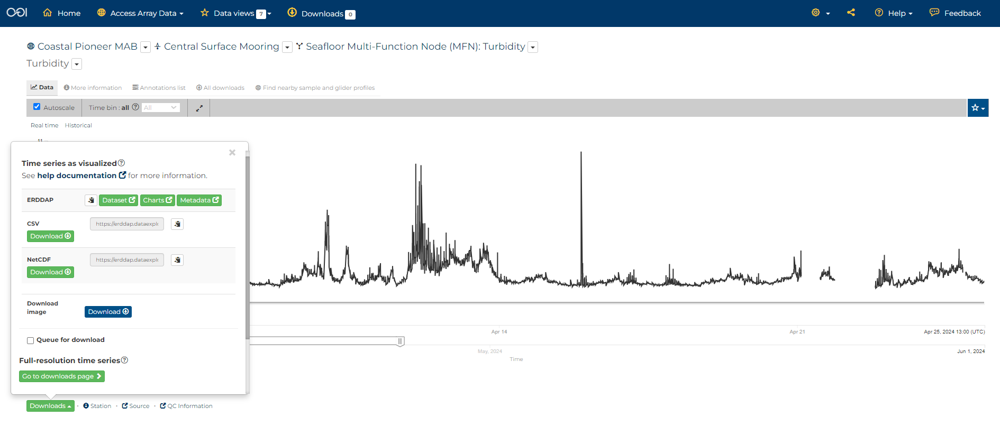 OOI Home Access Array Data Data views 7 Downloads 0 Help Feedback
Coastal Pioneer MAB Central Surface Mooring Seafloor Multi-Function Node (MFN): Turbidity
Turbidity
Data More information Annotations list All downloads Find nearby sample and glider profiles
Autoscale Time bin : all All
Real time Historical
11
Time series as visualized
See help documentation for more information.
ERDDAP Dataset Charts Metadata
CSV https://erddap.dataexpl
Download
NetCDF https://erddap.dataexpl
Download
Download
image Download
Queue for download
Full-resolution time series
Go to downloads page
Apr 14 Apr 21 Apr 25, 2024 13:00 (UTC)
May, 2024 Jun 1, 2024
Time
Downloads · Station · Source · QC Information